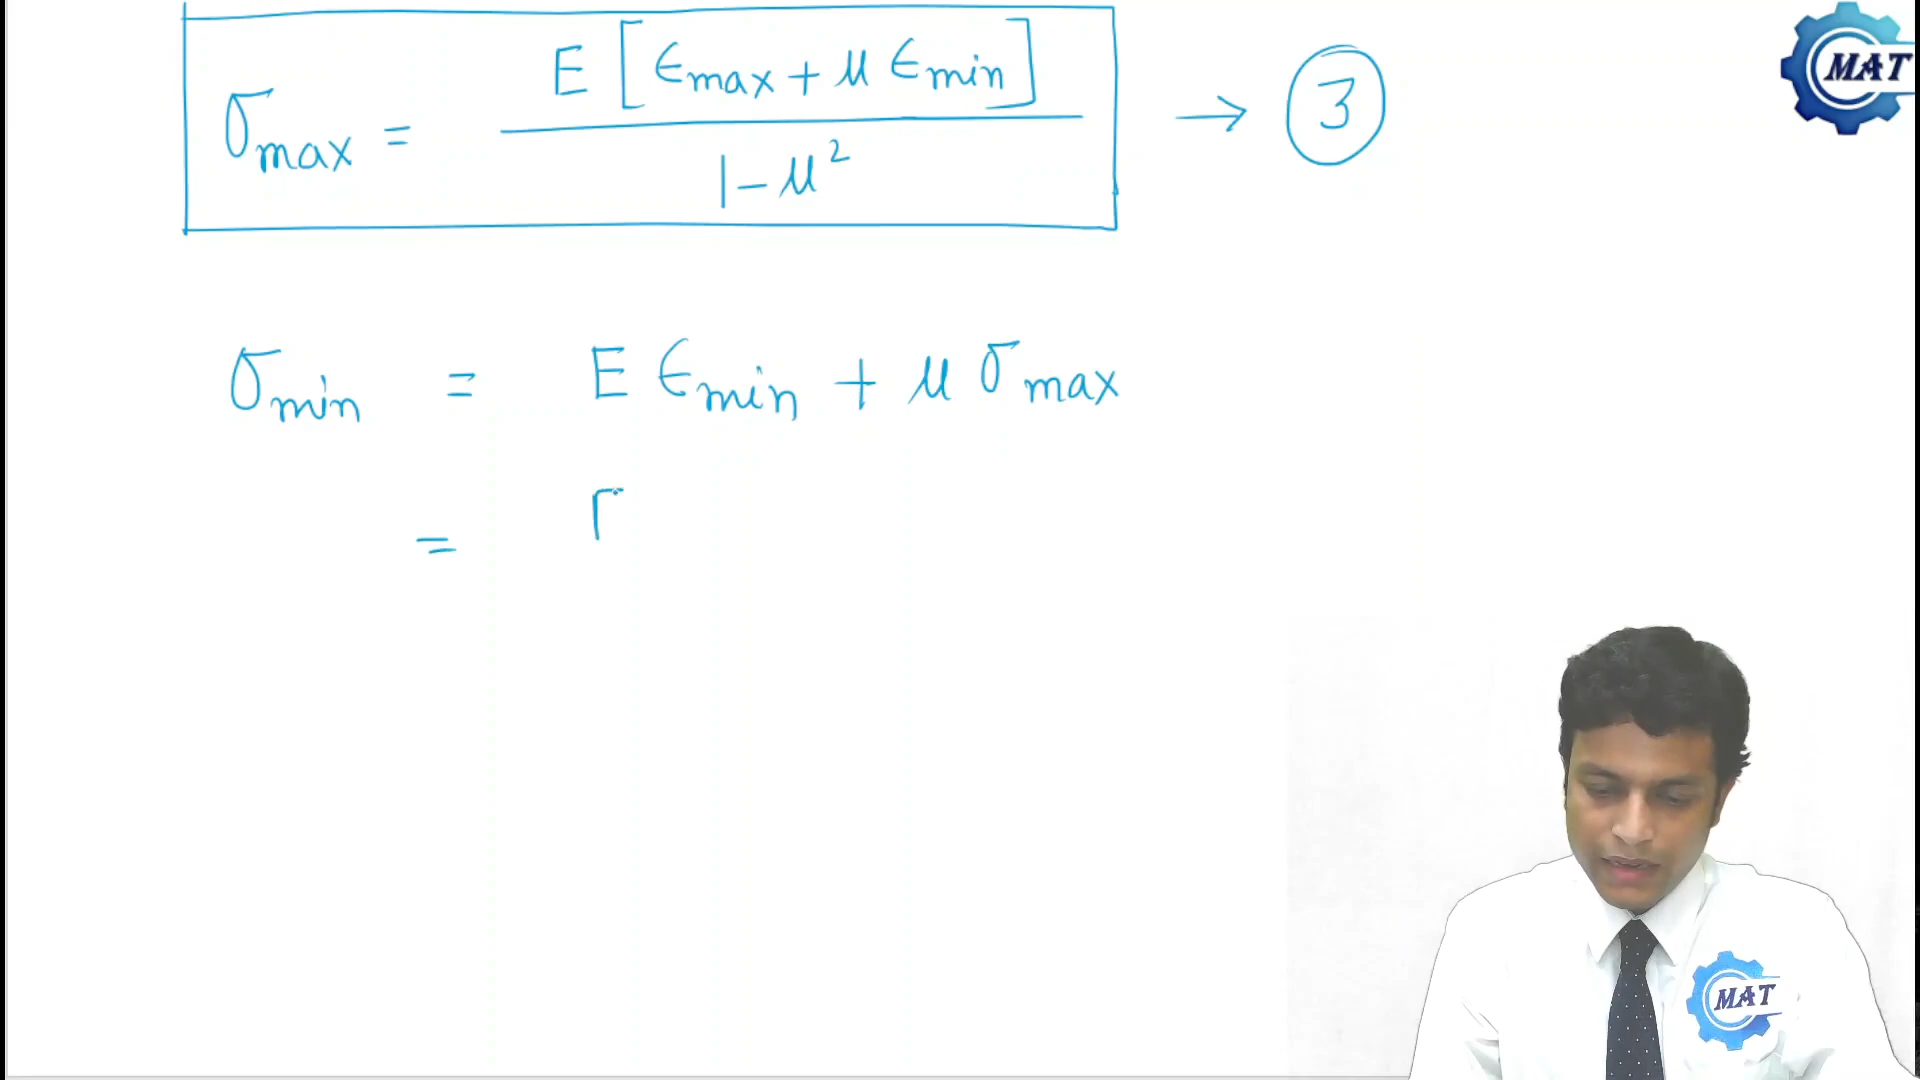 σmax = E [ϵmax + μ ϵmin] / 1 - μ² → 3
MAT
σmin = E ϵmin + μ σmax
=
MAT